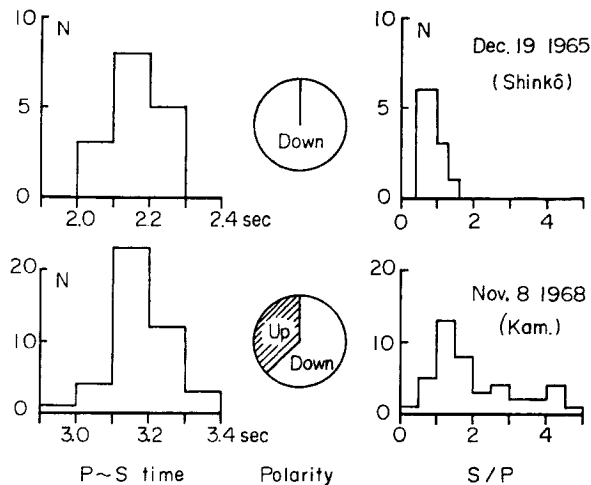 10 N
5
0
2.0 2.2 2.4 sec
Down
10 N
5
0
0 2 4
Dec. 19 1965
(Shinkô)
N
20
10
0
3.0 3.2 3.4 sec
Up
Down
20
10
0
0 2 4
Nov. 8 1968
(Kam.)
P~S time Polarity S/P